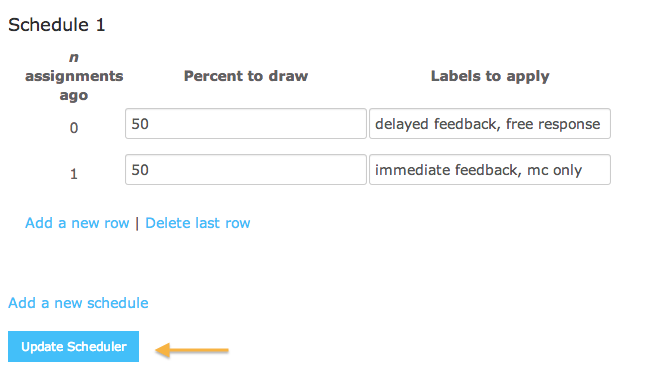 Schedule 1
n
assignments
ago
Percent to draw
Labels to apply
0
50
delayed feedback, free response
1
50
immediate feedback, mc only
Add a new row | Delete last row
Add a new schedule
Update Scheduler